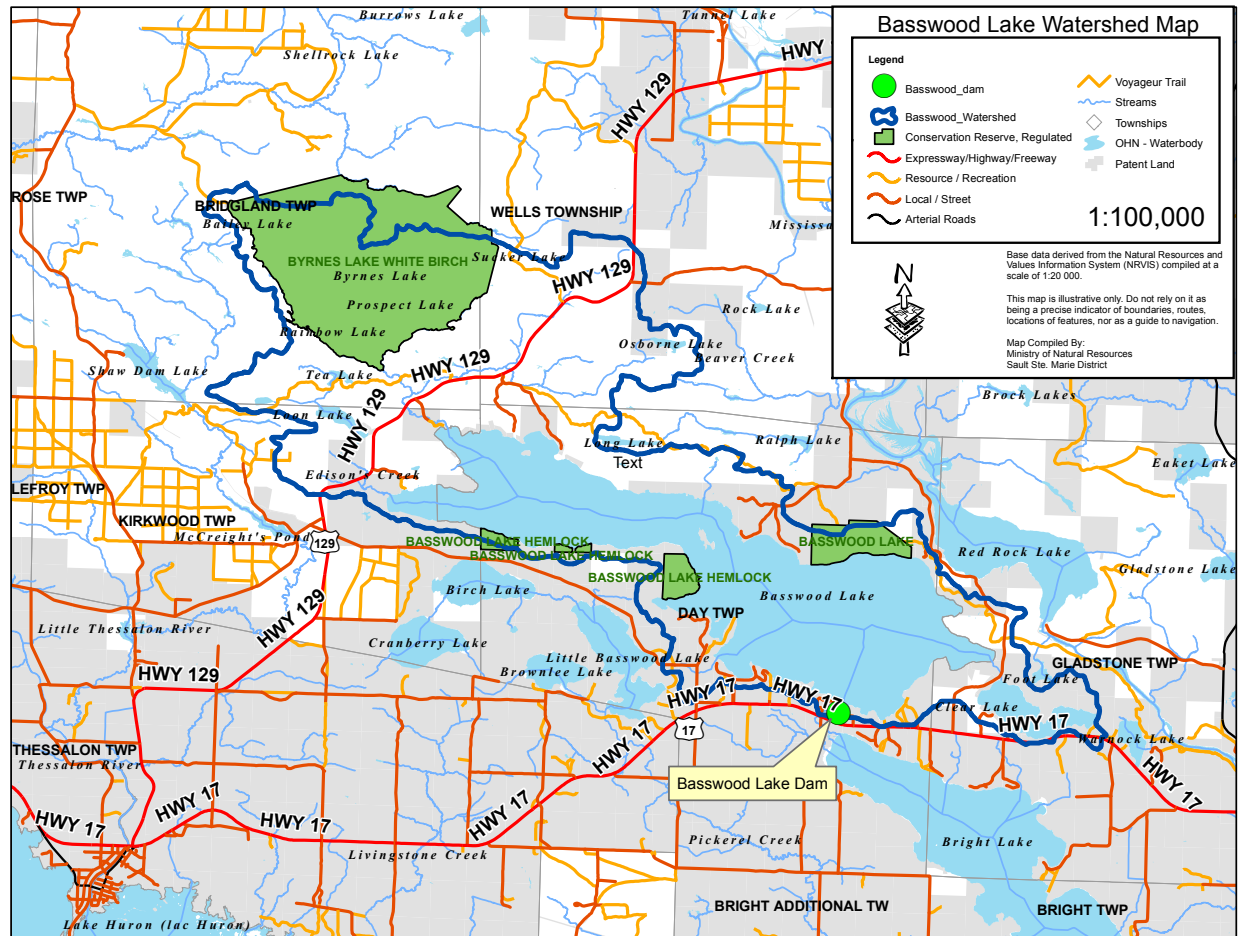 Basswood Lake Watershed Map
Legend
Basswood_dam
Basswood_Watershed
Conservation Reserve, Regulated
Expressway/Highway/Freeway
Resource / Recreation
Local / Street
Arterial Roads
Voyageur Trail
Streams
Townships
OHN - Waterbody
Patent Land
1:100,000
N
Base data derived from the Natural Resources and
Values Information System (NRVIS) compiled at a
scale of 1:20 000.
This map is illustrative only. Do not rely on it as
being a precise indicator of boundaries, routes,
locations of features, nor as a guide to navigation.
Map Compiled By:
Ministry of Natural Resources
Sault Ste. Marie District
Burrows Lake
Tunnel Lake
Shellrock Lake
HWY
HWY 129
ROSE TWP
BRIDGLAND TWP
Bailey Lake
WELLS TOWNSHIP
Mississa
BYRNES LAKE WHITE BIRCH
Sucker Lake
Byrnes Lake
HWY 129
Prospect Lake
Rock Lake
Rainbow Lake
Osborne Lake
Beaver Creek
Shaw Dam Lake
Tea Lake
HWY 129
Brock Lakes
Loon Lake
HWY 129
Long Lake
Ralph Lake
Text
Eaket Lake
Edison's Creek
LEFROY TWP
KIRKWOOD TWP
McCreight's Pond
129
BASSWOOD LAKE HEMLOCK
BASSWOOD LAKE HEMLOCK
BASSWOOD LAKE
Red Rock Lake
Gladstone Lake
BASSWOOD LAKE HEMLOCK
Birch Lake
Basswood Lake
DAY TWP
HWY 129
Little Thessalon River
Cranberry Lake
Little Basswood Lake
Brownlee Lake
GLADSTONE TWP
Foot Lake
HWY 129
HWY 17
HWY 17
Clear Lake
HWY 17
17
Warnock Lake
THESSALON TWP
Thessalon River
HWY 17
Basswood Lake Dam
HWY 17
HWY 17
HWY 17
HWY 17
HWY 17
Livingstone Creek
Pickerel Creek
Bright Lake
BRIGHT ADDITIONAL TW
BRIGHT TWP
Lake Huron (lac Huron)